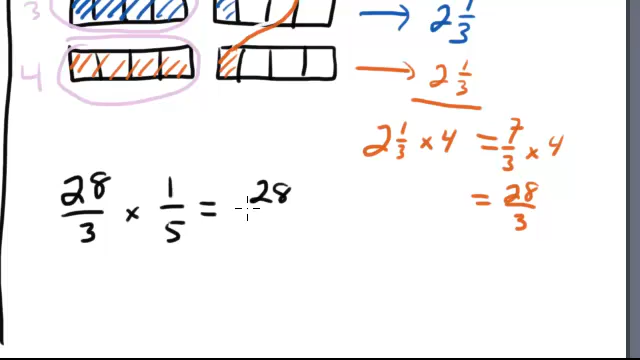 3 → 2 1/3
4 → 2 1/3
2 1/3 × 4 = 7/3 × 4
= 28/3
28/3 × 1/5 = 28